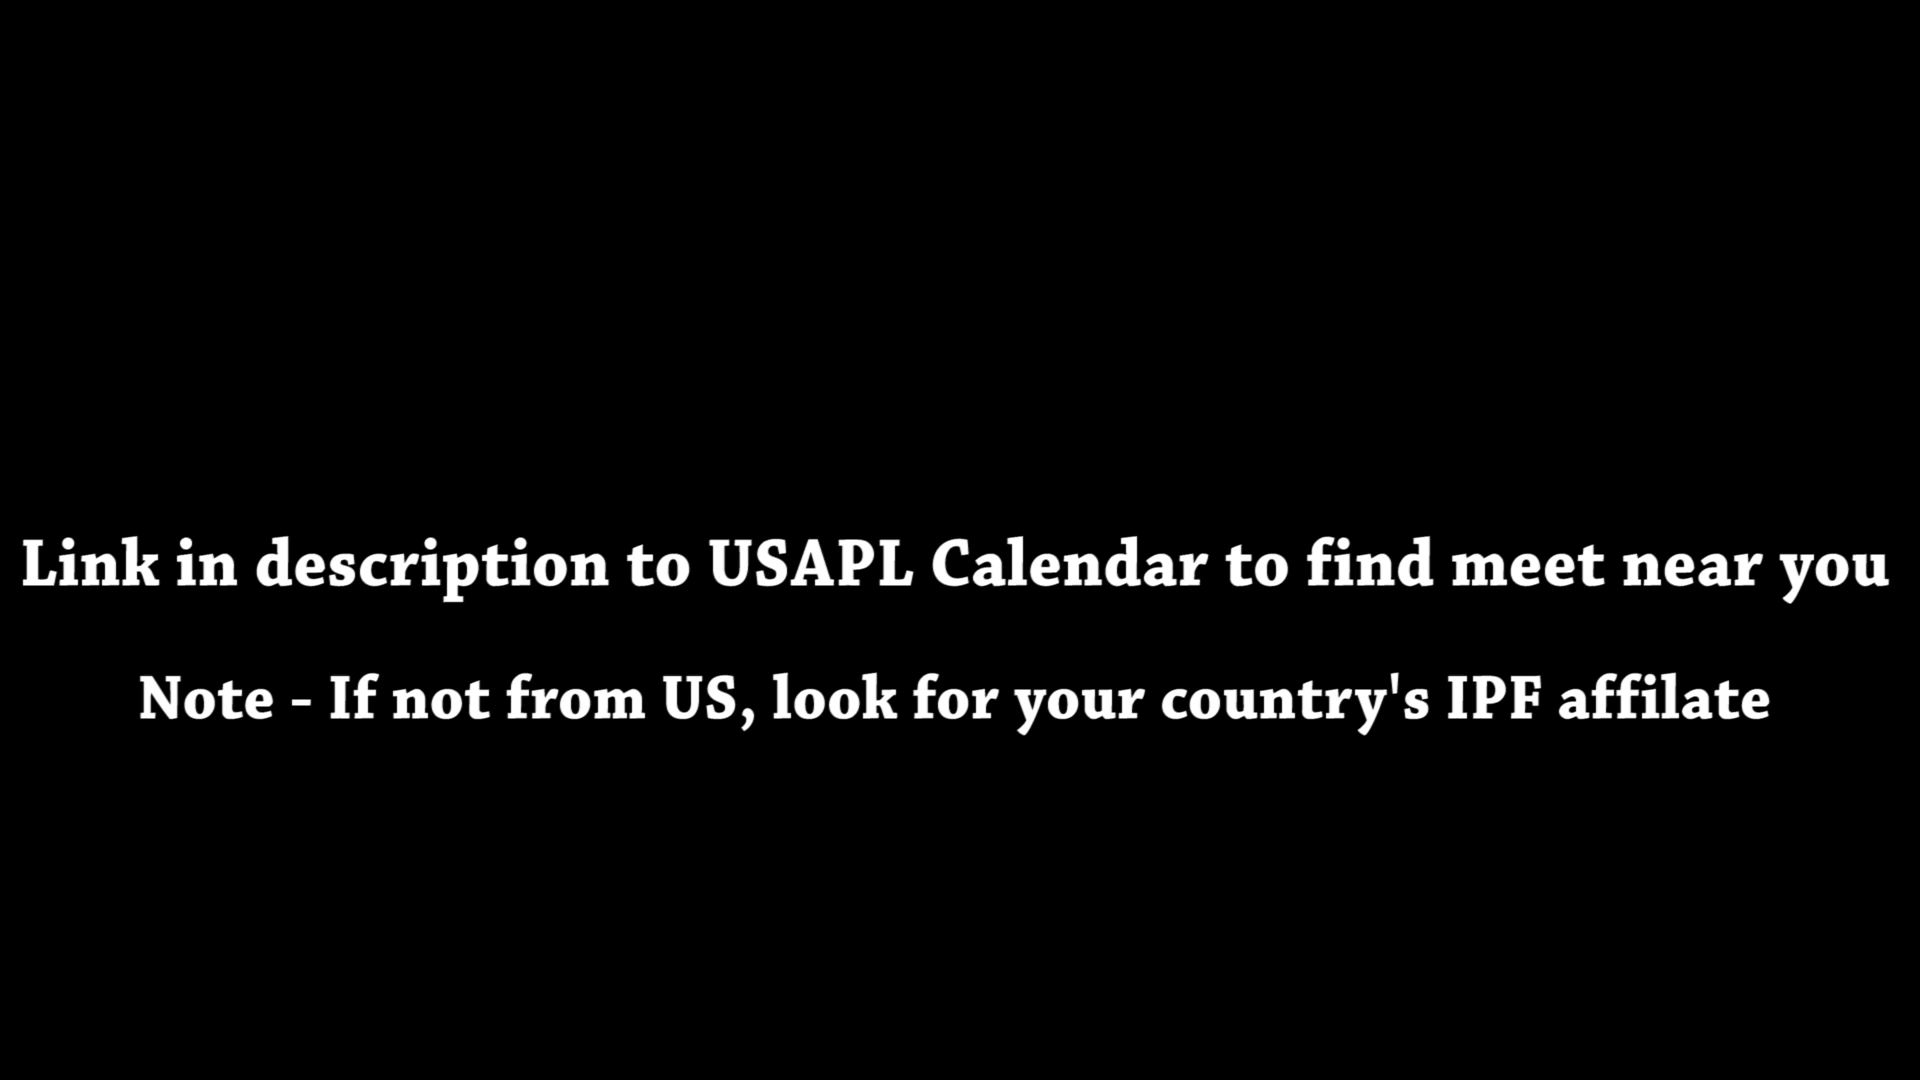 Link in description to USAPL Calendar to find meet near you
Note - If not from US, look for your country's IPF affilate